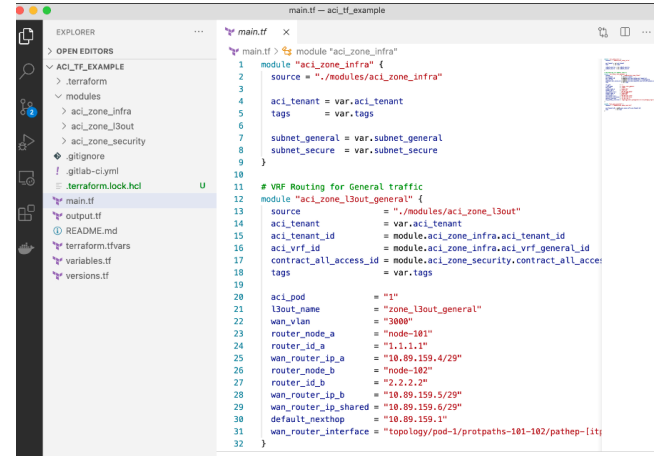 main.tf — aci_tf_example
EXPLORER
OPEN EDITORS
ACI_TF_EXAMPLE
.terraform
modules
aci_zone_infra
aci_zone_l3out
aci_zone_security
.gitignore
.gitlab-ci.yml
.terraform.lock.hcl U
main.tf
output.tf
README.md
terraform.tfvars
variables.tf
versions.tf
2
main.tf ×
main.tf > module "aci_zone_infra"
1 module "aci_zone_infra" {
2 source = "./modules/aci_zone_infra"
3
4 aci_tenant = var.aci_tenant
5 tags = var.tags
6
7 subnet_general = var.subnet_general
8 subnet_secure = var.subnet_secure
9 }
10
11 # VRF Routing for General traffic
12 module "aci_zone_l3out_general" {
13 source = "./modules/aci_zone_l3out"
14 aci_tenant = var.aci_tenant
15 aci_tenant_id = module.aci_zone_infra.aci_tenant_id
16 aci_vrf_id = module.aci_zone_infra.aci_vrf_general_id
17 contract_all_access_id = module.aci_zone_security.contract_all_acces
18 tags = var.tags
19
20 aci_pod = "1"
21 l3out_name = "zone_l3out_general"
22 wan_vlan = "3000"
23 router_node_a = "node-101"
24 router_id_a = "1.1.1.1"
25 wan_router_ip_a = "10.89.159.4/29"
26 router_node_b = "node-102"
27 router_id_b = "2.2.2.2"
28 wan_router_ip_b = "10.89.159.5/29"
29 wan_router_ip_shared = "10.89.159.6/29"
30 default_nexthop = "10.89.159.1"
31 wan_router_interface = "topology/pod-1/protpaths-101-102/pathep-[itp
32 }